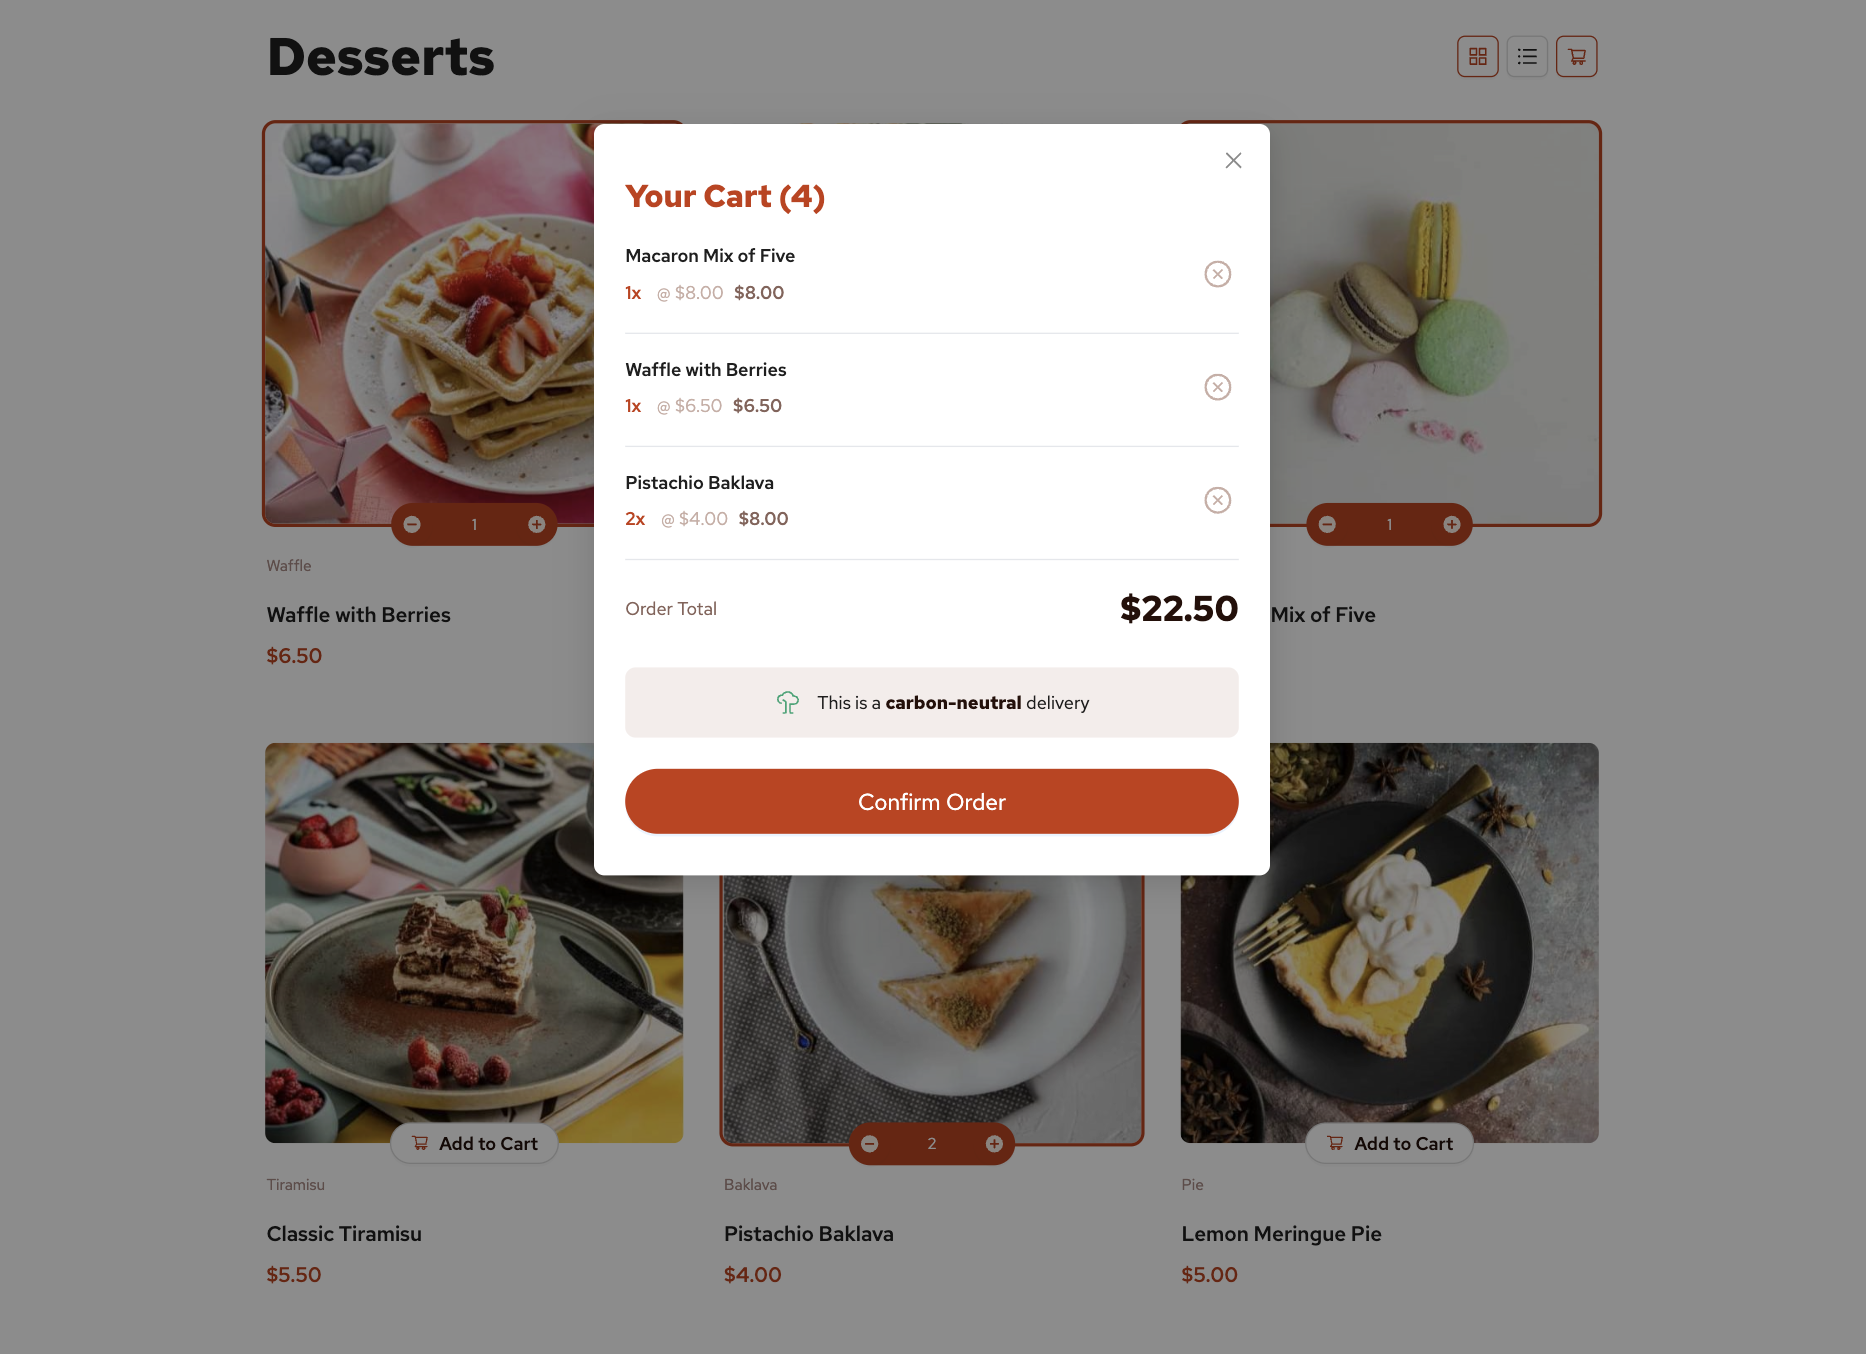 Desserts
Your Cart (4)
Macaron Mix of Five
1x @ $8.00 $8.00
Waffle with Berries
1x @ $6.50 $6.50
Pistachio Baklava
2x @ $4.00 $8.00
Order Total $22.50
This is a carbon-neutral delivery
Confirm Order
1
1
Waffle
Waffle with Berries
Mix of Five
$6.50
Add to Cart
2
Add to Cart
Tiramisu
Baklava
Pie
Classic Tiramisu
Pistachio Baklava
Lemon Meringue Pie
$5.50
$4.00
$5.00